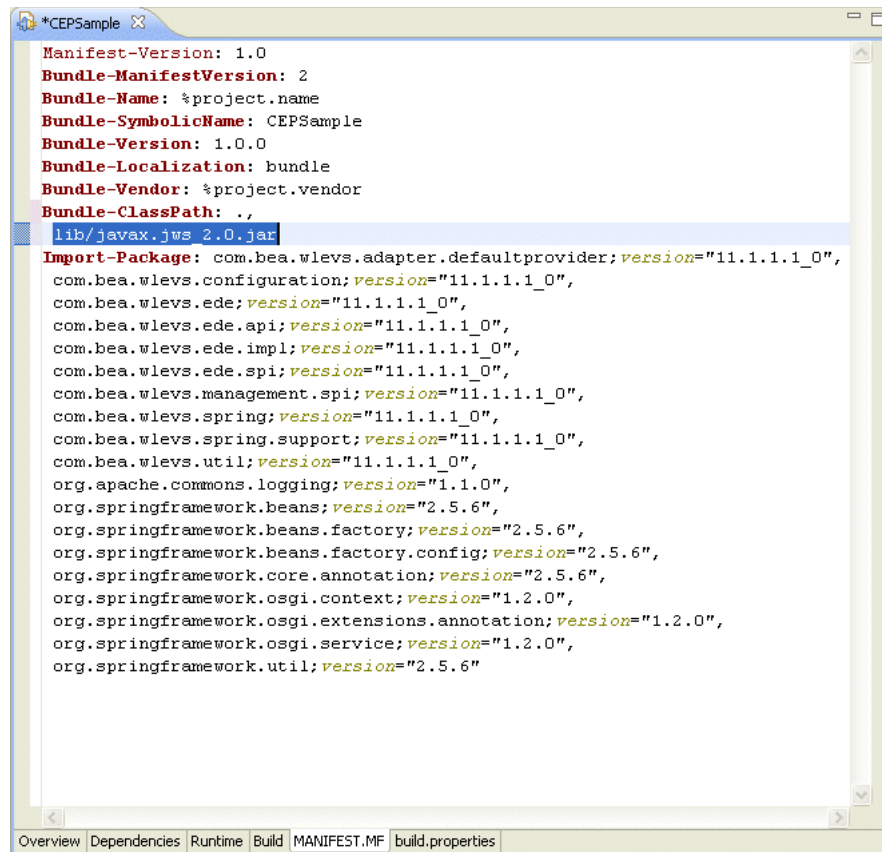 *CEPSample
Manifest-Version: 1.0
Bundle-ManifestVersion: 2
Bundle-Name: %project.name
Bundle-SymbolicName: CEPSample
Bundle-Version: 1.0.0
Bundle-Localization: bundle
Bundle-Vendor: %project.vendor
Bundle-ClassPath: .,
lib/javax.jws_2.0.jar
Import-Package: com.bea.wlevs.adapter.defaultprovider;version="11.1.1.1_0",
com.bea.wlevs.configuration;version="11.1.1.1_0",
com.bea.wlevs.ede;version="11.1.1.1_0",
com.bea.wlevs.ede.api;version="11.1.1.1_0",
com.bea.wlevs.ede.impl;version="11.1.1.1_0",
com.bea.wlevs.ede.spi;version="11.1.1.1_0",
com.bea.wlevs.management.spi;version="11.1.1.1_0",
com.bea.wlevs.spring;version="11.1.1.1_0",
com.bea.wlevs.spring.support;version="11.1.1.1_0",
com.bea.wlevs.util;version="11.1.1.1_0",
org.apache.commons.logging;version="1.1.0",
org.springframework.beans;version="2.5.6",
org.springframework.beans.factory;version="2.5.6",
org.springframework.beans.factory.config;version="2.5.6",
org.springframework.core.annotation;version="2.5.6",
org.springframework.osgi.context;version="1.2.0",
org.springframework.osgi.extensions.annotation;version="1.2.0",
org.springframework.osgi.service;version="1.2.0",
org.springframework.util;version="2.5.6"
Overview Dependencies Runtime Build MANIFEST.MF build.properties